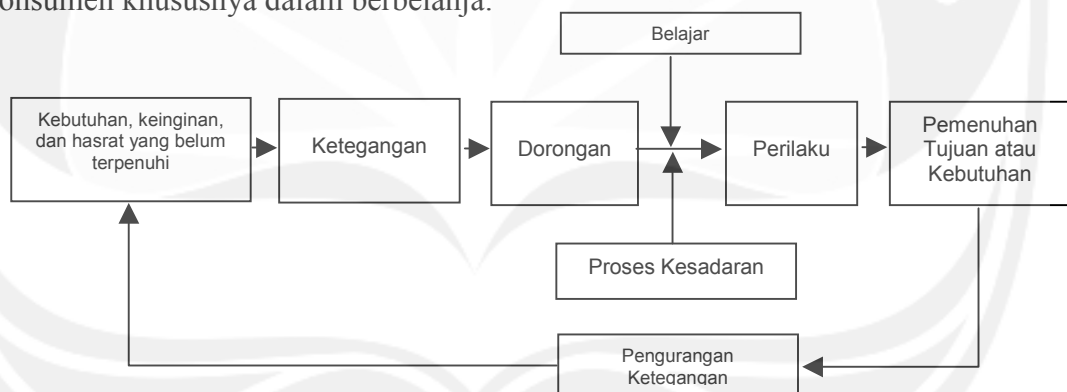 onsumen khususnya dalam berbelanja.
Belajar
Kebutuhan, keinginan,
dan hasrat yang belum
terpenuhi
Ketegangan
Dorongan
Perilaku
Pemenuhan
Tujuan atau
Kebutuhan
Proses Kesadaran
Pengurangan
Ketegangan